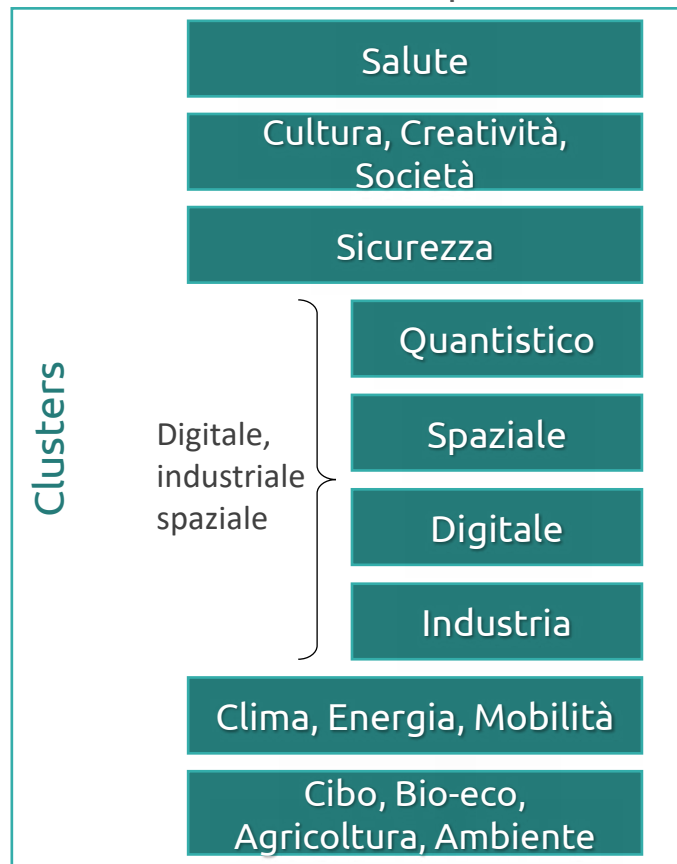 Salute
Cultura, Creatività,
Società
Sicurezza
Quantistico
Spaziale
Digitale
Industria
Digitale,
industriale
spaziale
Clima, Energia, Mobilità
Cibo, Bio-eco,
Agricoltura, Ambiente
Clusters